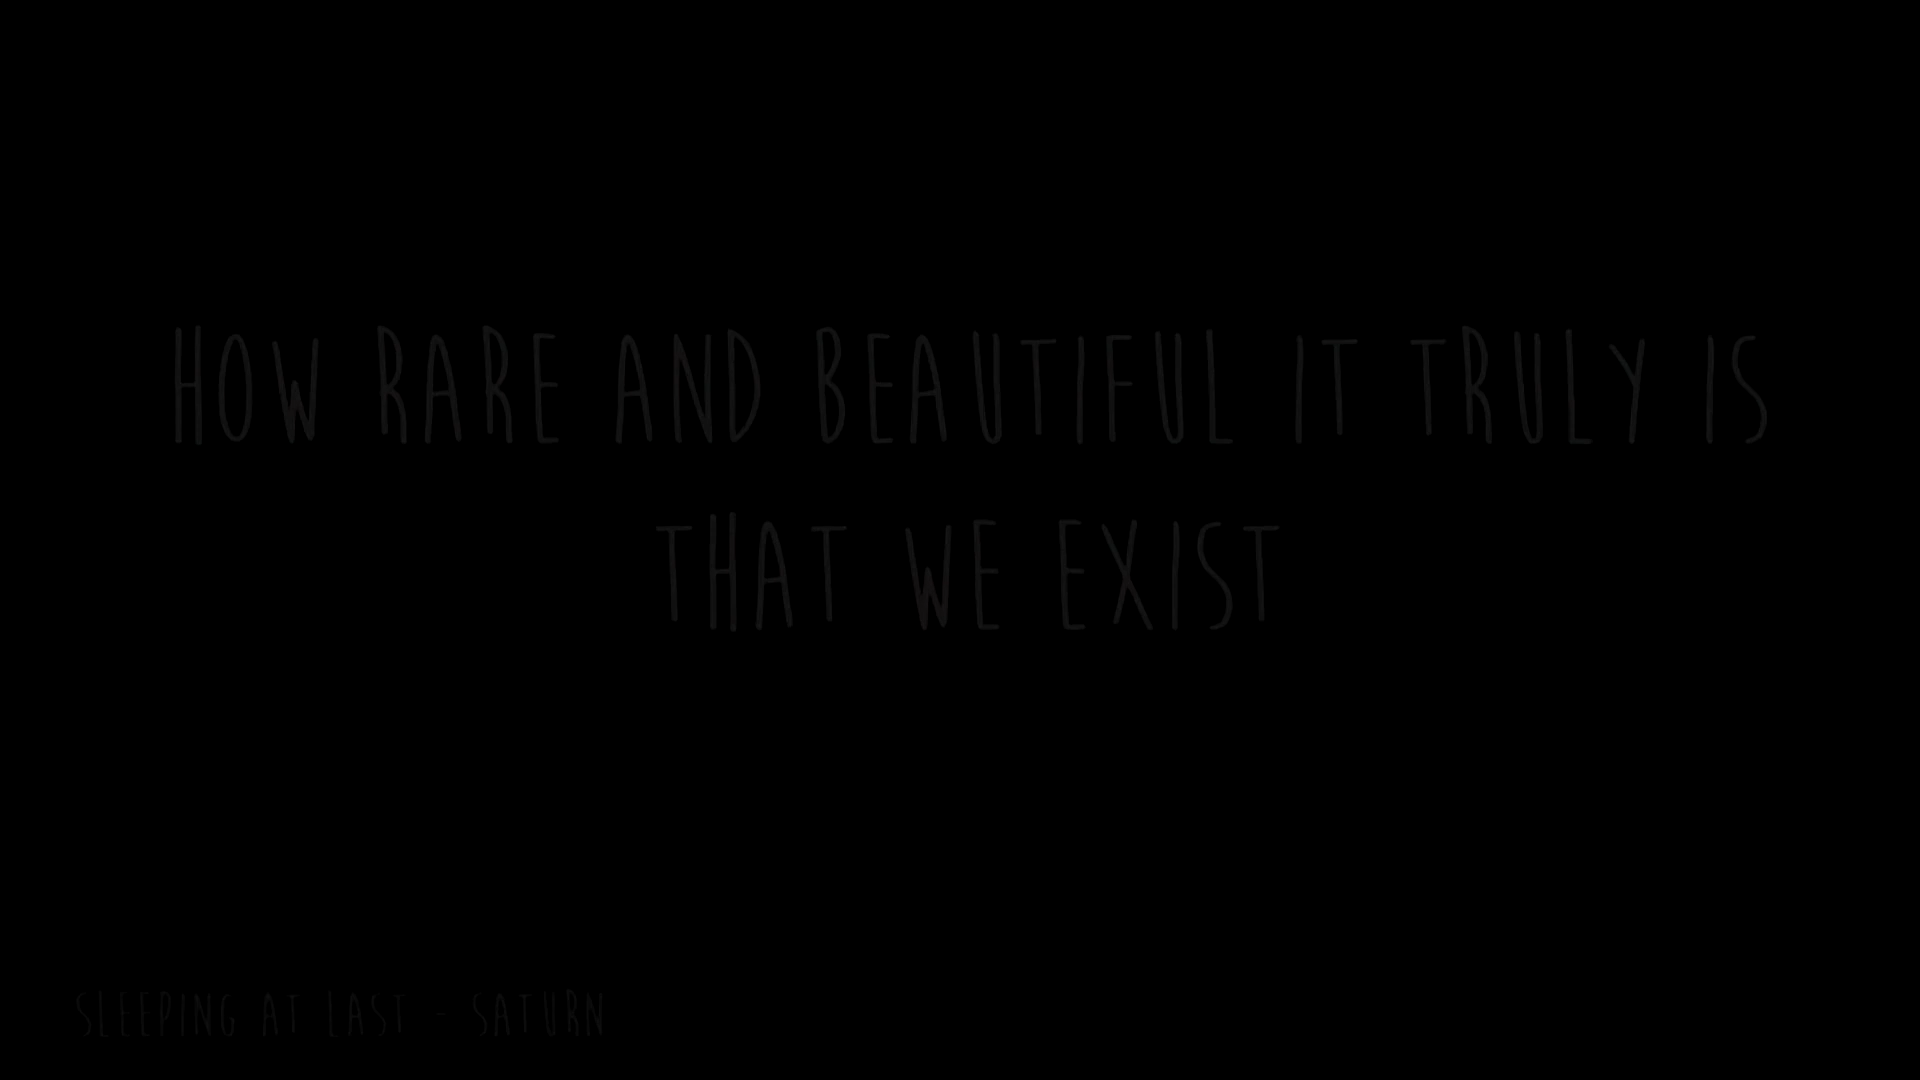 HOW RARE AND BEAUTIFUL IT TRULY IS
THAT WE EXIST
SLEEPING AT LAST - SATURN